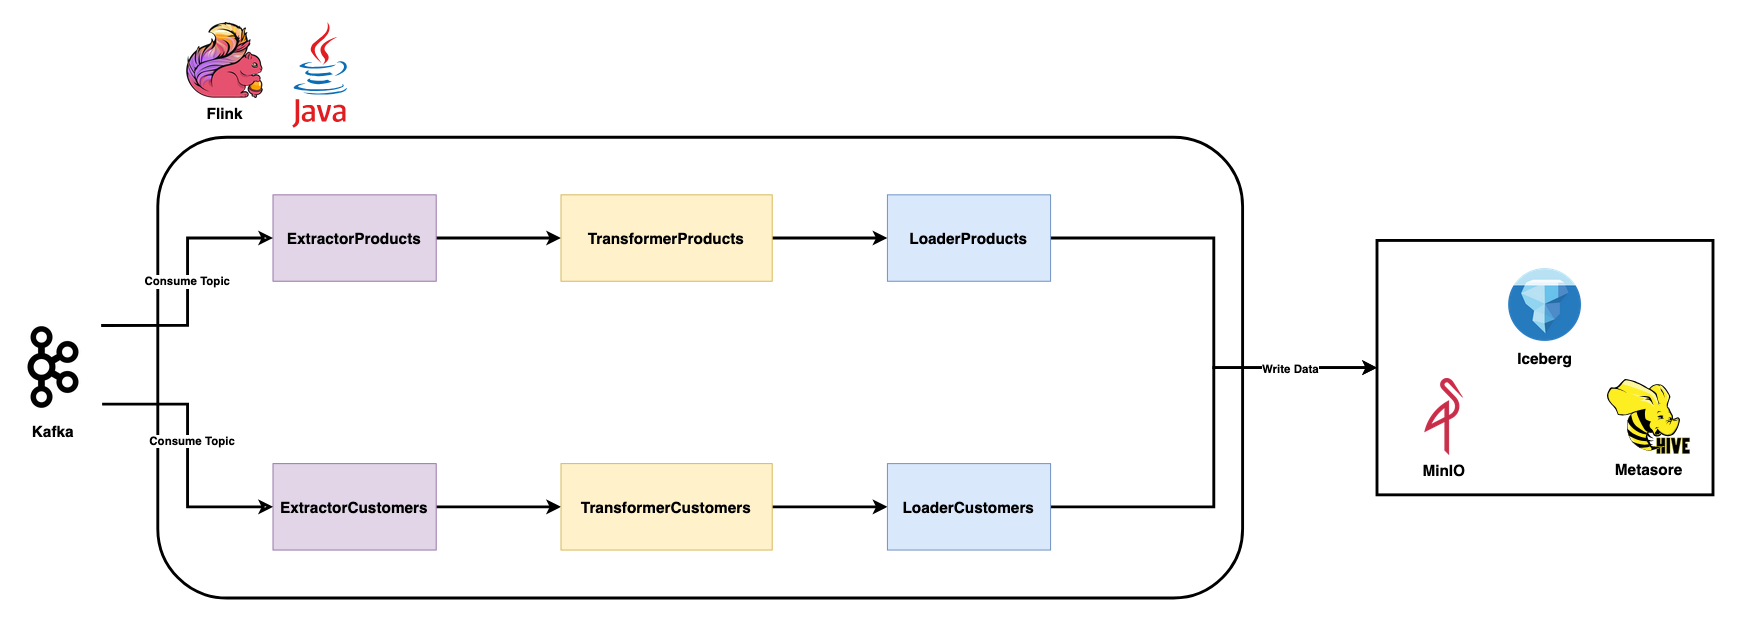 Flink
Java
ExtractorProducts
TransformerProducts
LoaderProducts
Consume Topic
Kafka
Consume Topic
ExtractorCustomers
TransformerCustomers
LoaderCustomers
Write Data
Iceberg
MinIO
HIVE
Metasore